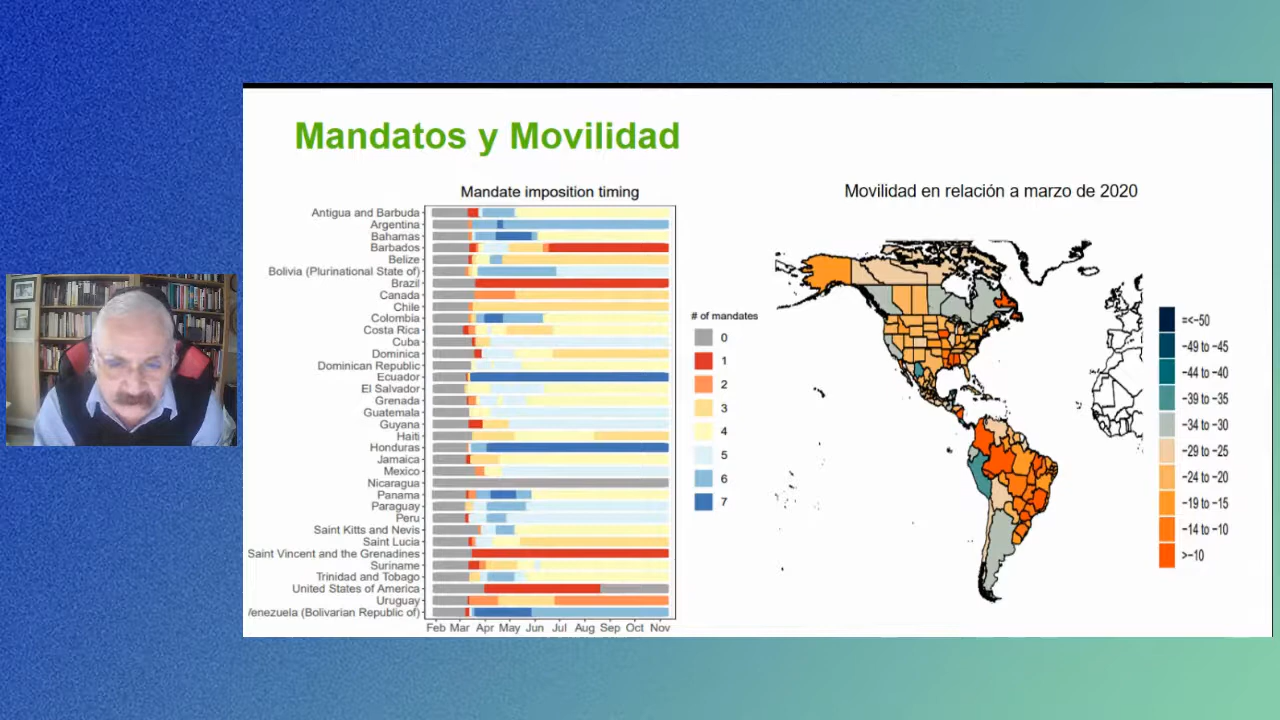 Mandatos y Movilidad
Mandate imposition timing
Antigua and Barbuda
Argentina
Bahamas
Barbados
Belize
Bolivia (Plurinational State of)
Brazil
Canada
Chile
Colombia
Costa Rica
Cuba
Dominica
Dominican Republic
Ecuador
El Salvador
Grenada
Guatemala
Guyana
Haiti
Honduras
Jamaica
Mexico
Nicaragua
Panama
Paraguay
Peru
Saint Kitts and Nevis
Saint Lucia
Saint Vincent and the Grenadines
Suriname
Trinidad and Tobago
United States of America
Uruguay
/enezuela (Bolivarian Republic of)
Feb Mar Apr May Jun Jul Aug Sep Oct Nov
# of mandates
0
1
2
3
4
5
6
7
Movilidad en relación a marzo de 2020
=<-50
-49 to -45
-44 to -40
-39 to -35
-34 to -30
-29 to -25
-24 to -20
-19 to -15
-14 to -10
>-10